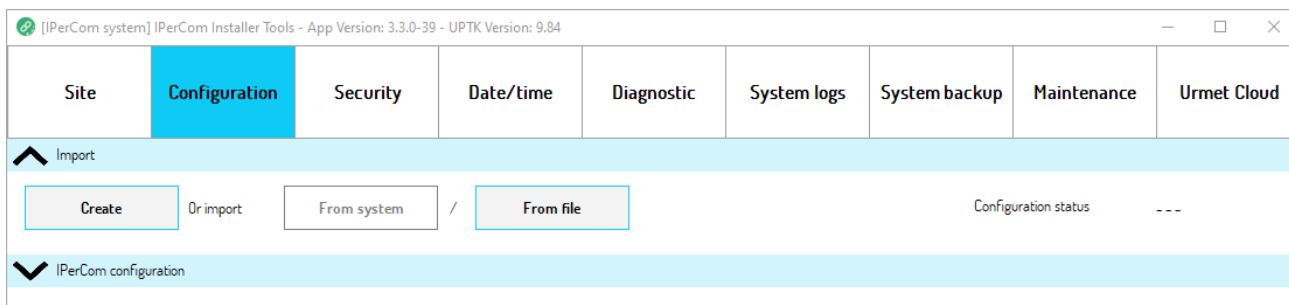 [IPerCom system] IPerCom Installer Tools - App Version: 3.3.0-39 - UPTK Version: 9.84
Site Configuration Security Date/time Diagnostic System logs System backup Maintenance Urmet Cloud
Import
Create Or import From system / From file Configuration status ---
IPerCom configuration